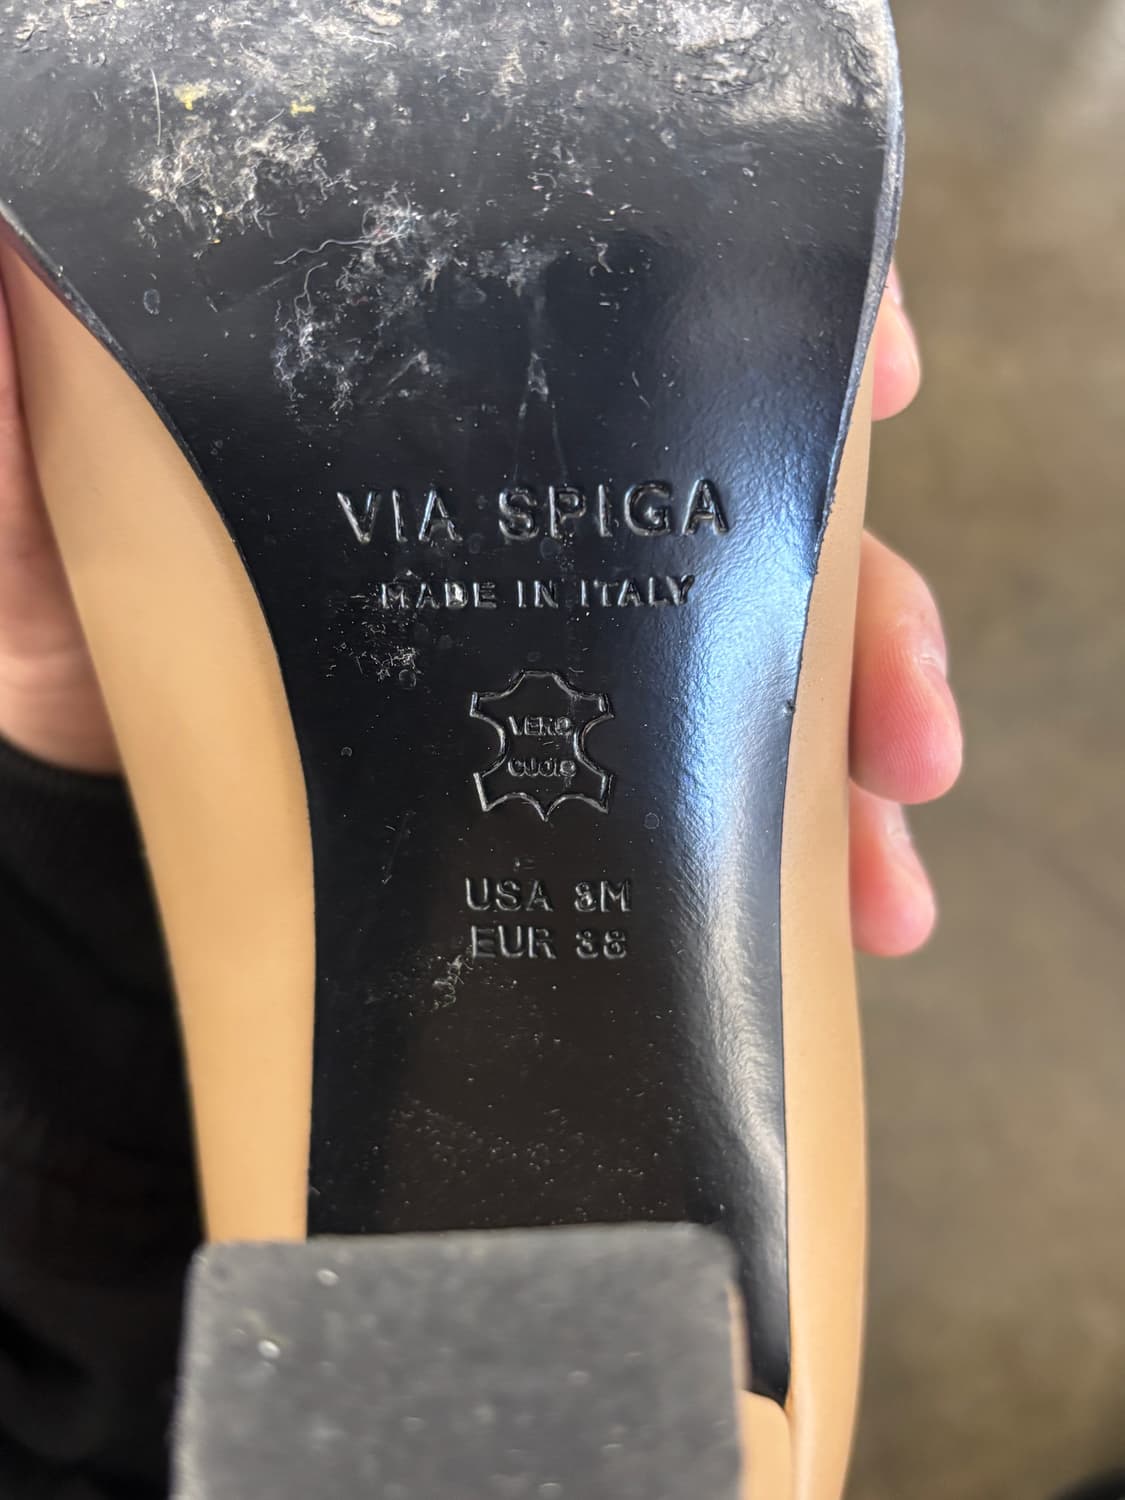 VIA SPIGA
MADE IN ITALY
VERO
CUOIO
USA 8M
EUR 38